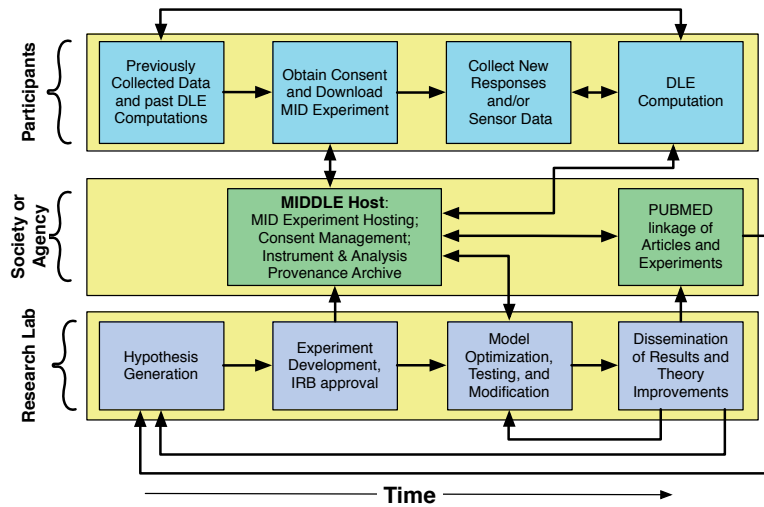 Participants
Previously
Collected Data
and past DLE
Computations
Obtain Consent
and Download
MID Experiment
Collect New
Responses
and/or
Sensor Data
DLE
Computation
Society or
Agency
MIDDLE Host:
MID Experiment Hosting;
Consent Management;
Instrument & Analysis
Provenance Archive
PUBMED
linkage of
Articles and
Experiments
Research Lab
Hypothesis
Generation
Experiment
Development,
IRB approval
Model
Optimization,
Testing, and
Modification
Dissemination
of Results and
Theory
Improvements
Time